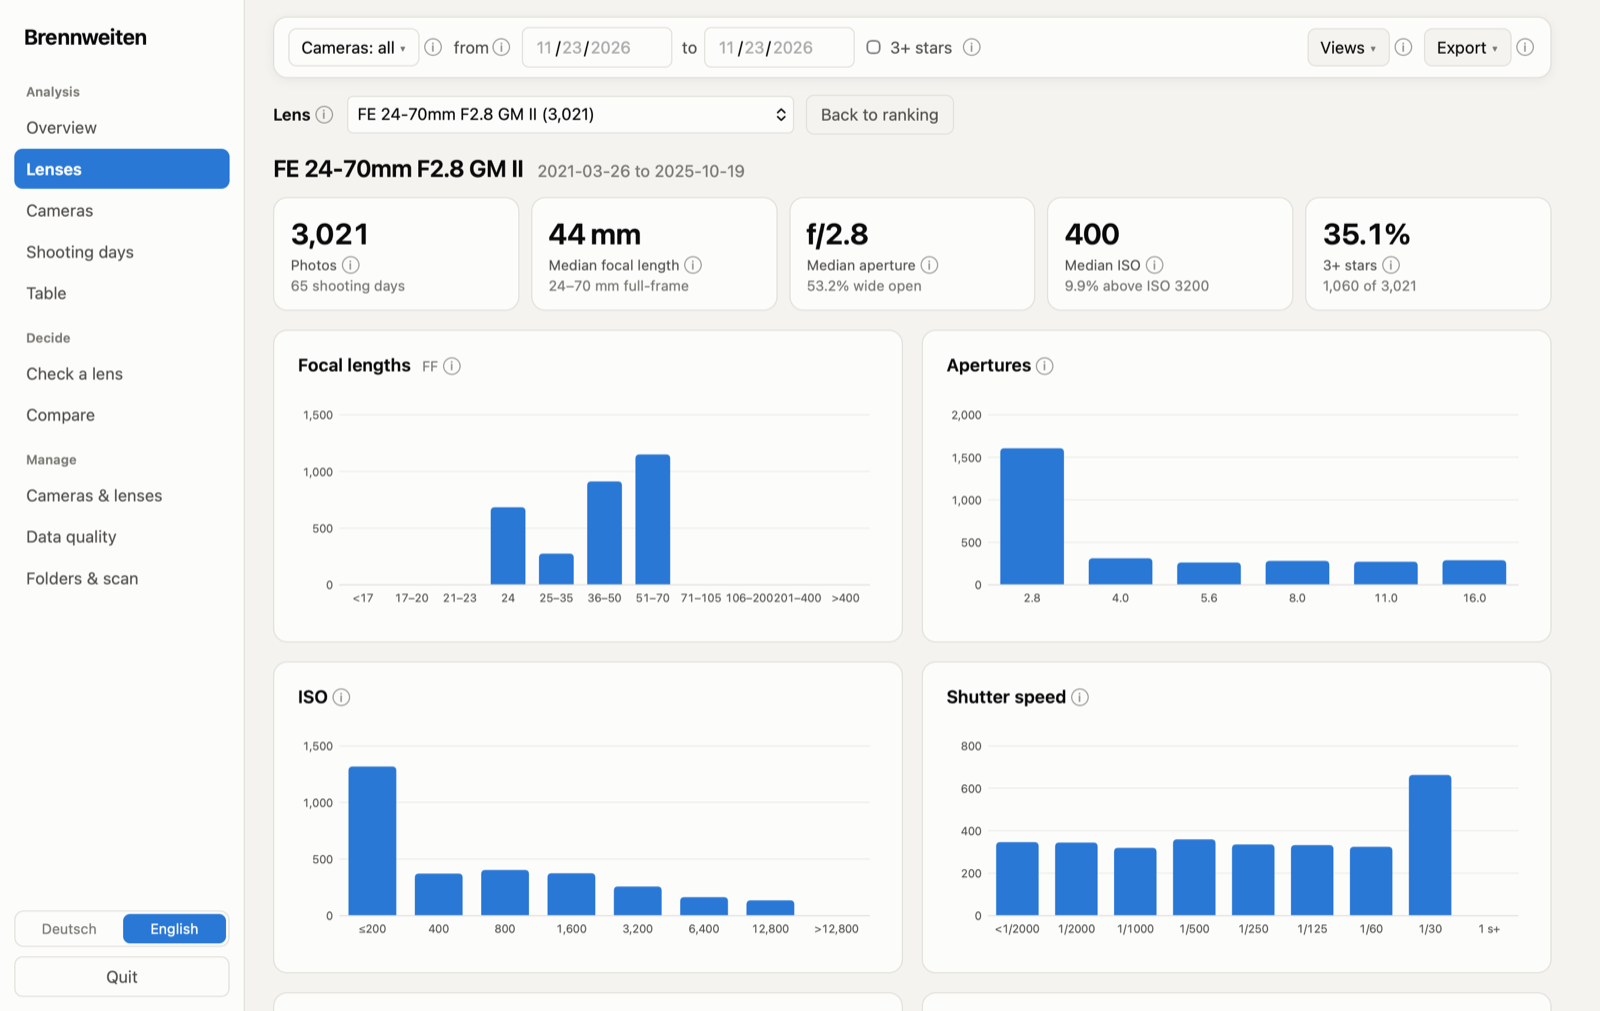 Brennweiten
Analysis
Overview
Lenses
Cameras
Shooting days
Table
Decide
Check a lens
Compare
Manage
Cameras & lenses
Data quality
Folders & scan
Deutsch English
Quit
Cameras: all from 11/23/2026 to 11/23/2026 3+ stars Views Export
Lens FE 24-70mm F2.8 GM II (3,021) Back to ranking
FE 24-70mm F2.8 GM II 2021-03-26 to 2025-10-19
3,021
Photos
65 shooting days
44 mm
Median focal length
24–70 mm full-frame
f/2.8
Median aperture
53.2% wide open
400
Median ISO
9.9% above ISO 3200
35.1%
3+ stars
1,060 of 3,021
Focal lengths FF
1,500
1,000
500
0
<17 17–20 21–23 24 25–35 36–50 51–70 71–105 106–200 201–400 >400
Apertures
2,000
1,500
1,000
500
0
2.8 4.0 5.6 8.0 11.0 16.0
ISO
1,500
1,000
500
0
≤200 400 800 1,600 3,200 6,400 12,800 >12,800
Shutter speed
800
600
400
200
0
<1/2000 1/2000 1/1000 1/500 1/250 1/125 1/60 1/30 1 s+